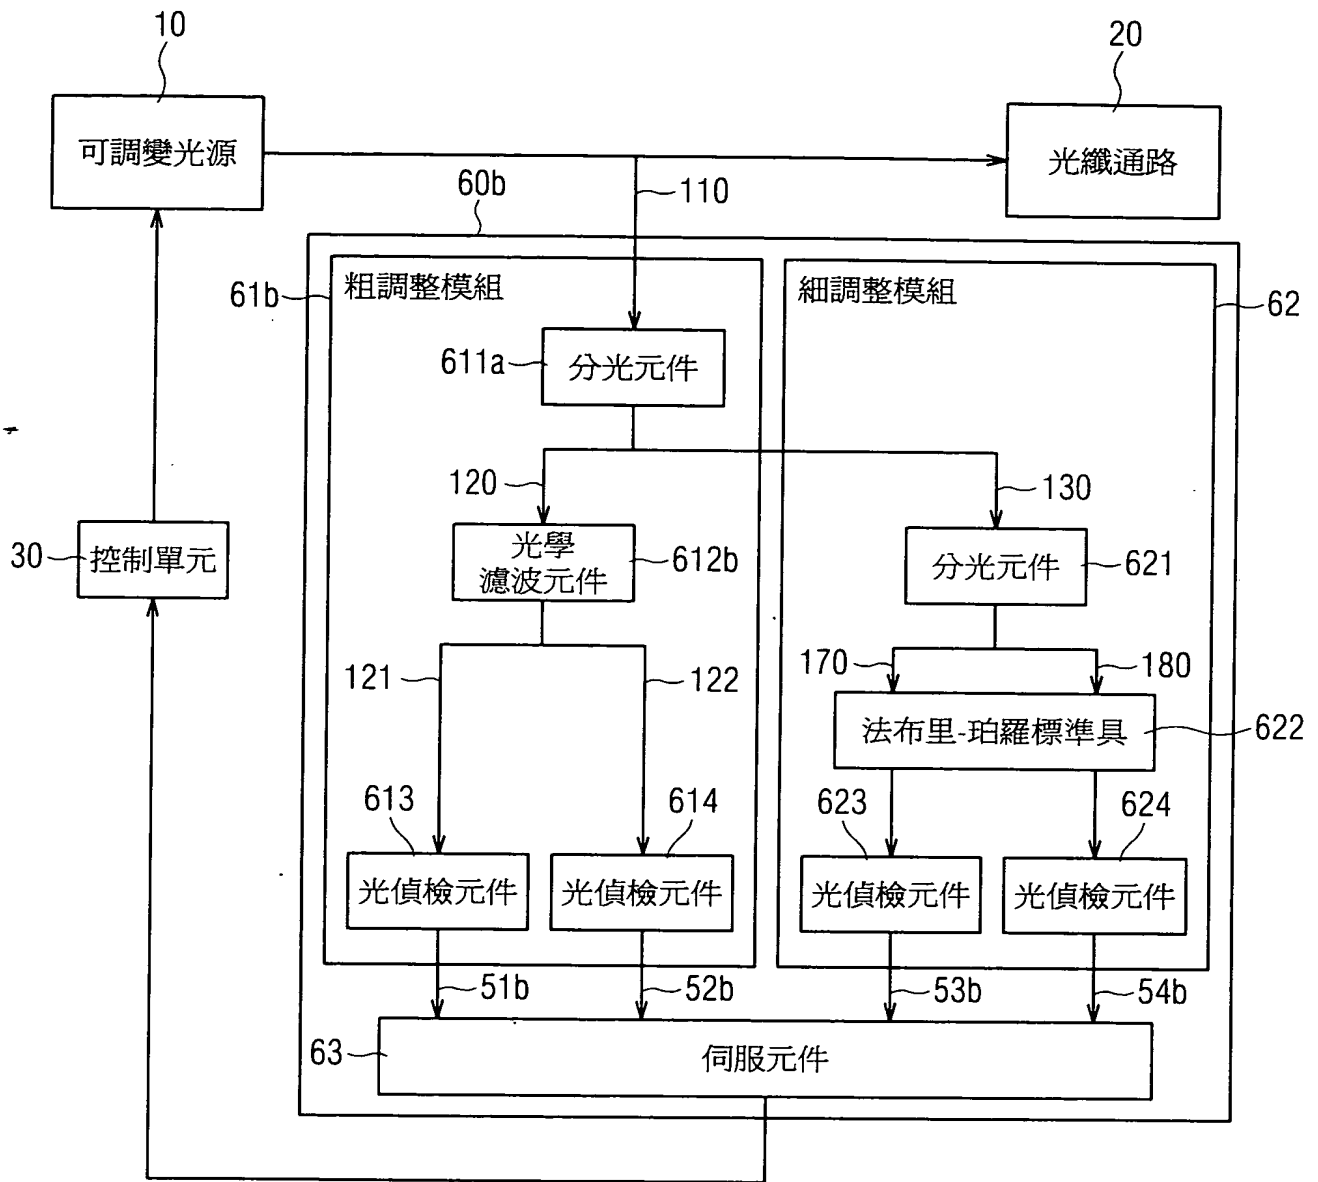 10
20
可調變光源
光纖通路
110
60b
61b
粗調整模組
細調整模組
62
611a
分光元件
120
130
30
控制單元
光學
濾波元件
612b
分光元件
621
121
122
170
180
法布里-珀羅標準具
622
613
614
623
624
光偵檢元件
光偵檢元件
光偵檢元件
光偵檢元件
51b
52b
53b
54b
63
伺服元件